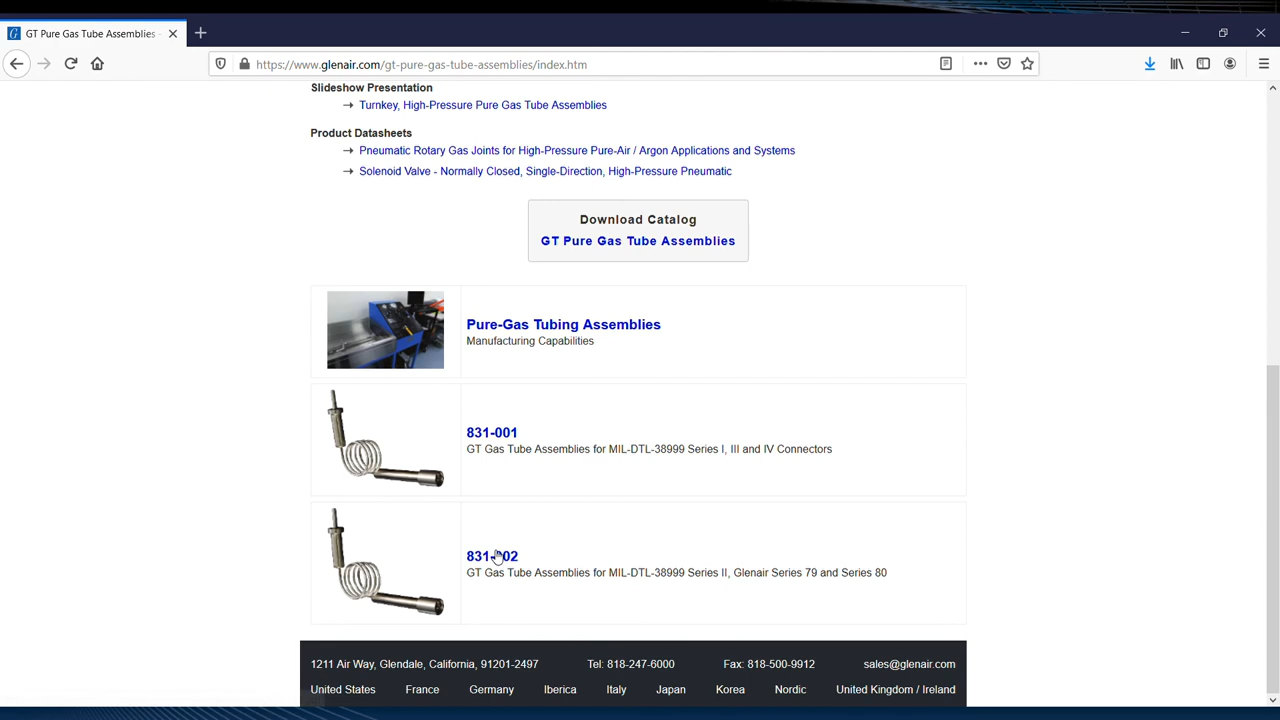 GT Pure Gas Tube Assemblies
https://www.glenair.com/gt-pure-gas-tube-assemblies/index.htm
Slideshow Presentation
→ Turnkey, High-Pressure Pure Gas Tube Assemblies
Product Datasheets
→ Pneumatic Rotary Gas Joints for High-Pressure Pure-Air / Argon Applications and Systems
→ Solenoid Valve - Normally Closed, Single-Direction, High-Pressure Pneumatic
Download Catalog
GT Pure Gas Tube Assemblies
Pure-Gas Tubing Assemblies
Manufacturing Capabilities
831-001
GT Gas Tube Assemblies for MIL-DTL-38999 Series I, III and IV Connectors
831-002
GT Gas Tube Assemblies for MIL-DTL-38999 Series II, Glenair Series 79 and Series 80
1211 Air Way, Glendale, California, 91201-2497 Tel: 818-247-6000 Fax: 818-500-9912 sales@glenair.com
United States France Germany Iberica Italy Japan Korea Nordic United Kingdom / Ireland